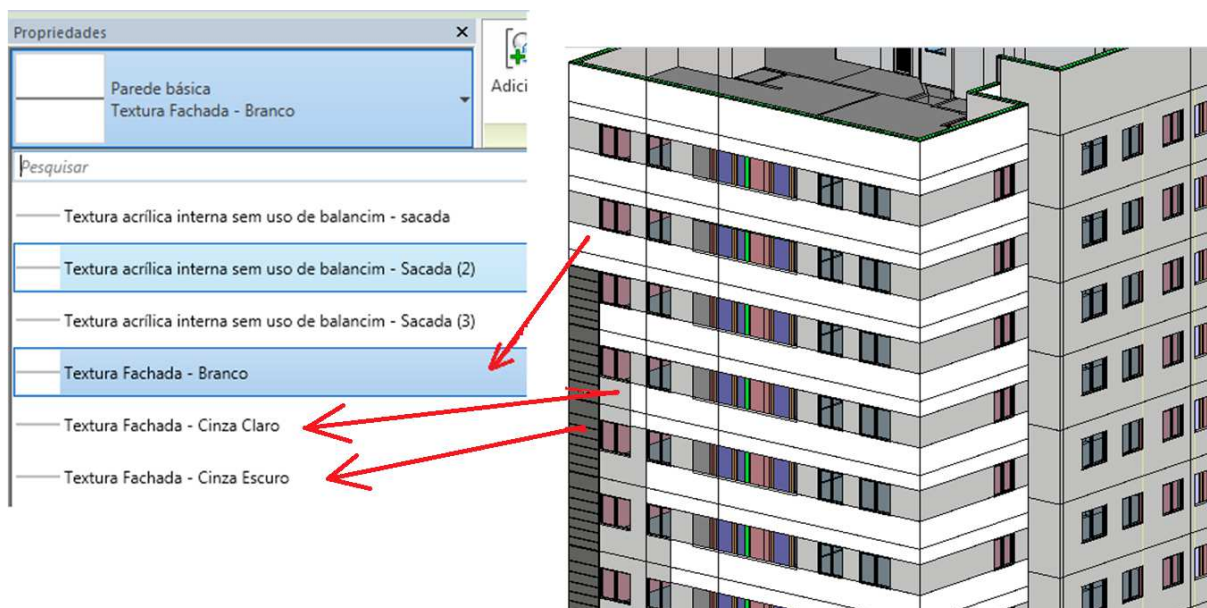 Propriedades
Parede básica
Textura Fachada - Branco
Pesquisar
Textura acrílica interna sem uso de balancim - sacada
Textura acrílica interna sem uso de balancim - Sacada (2)
Textura acrílica interna sem uso de balancim - Sacada (3)
Textura Fachada - Branco
Textura Fachada - Cinza Claro
Textura Fachada - Cinza Escuro
Adici